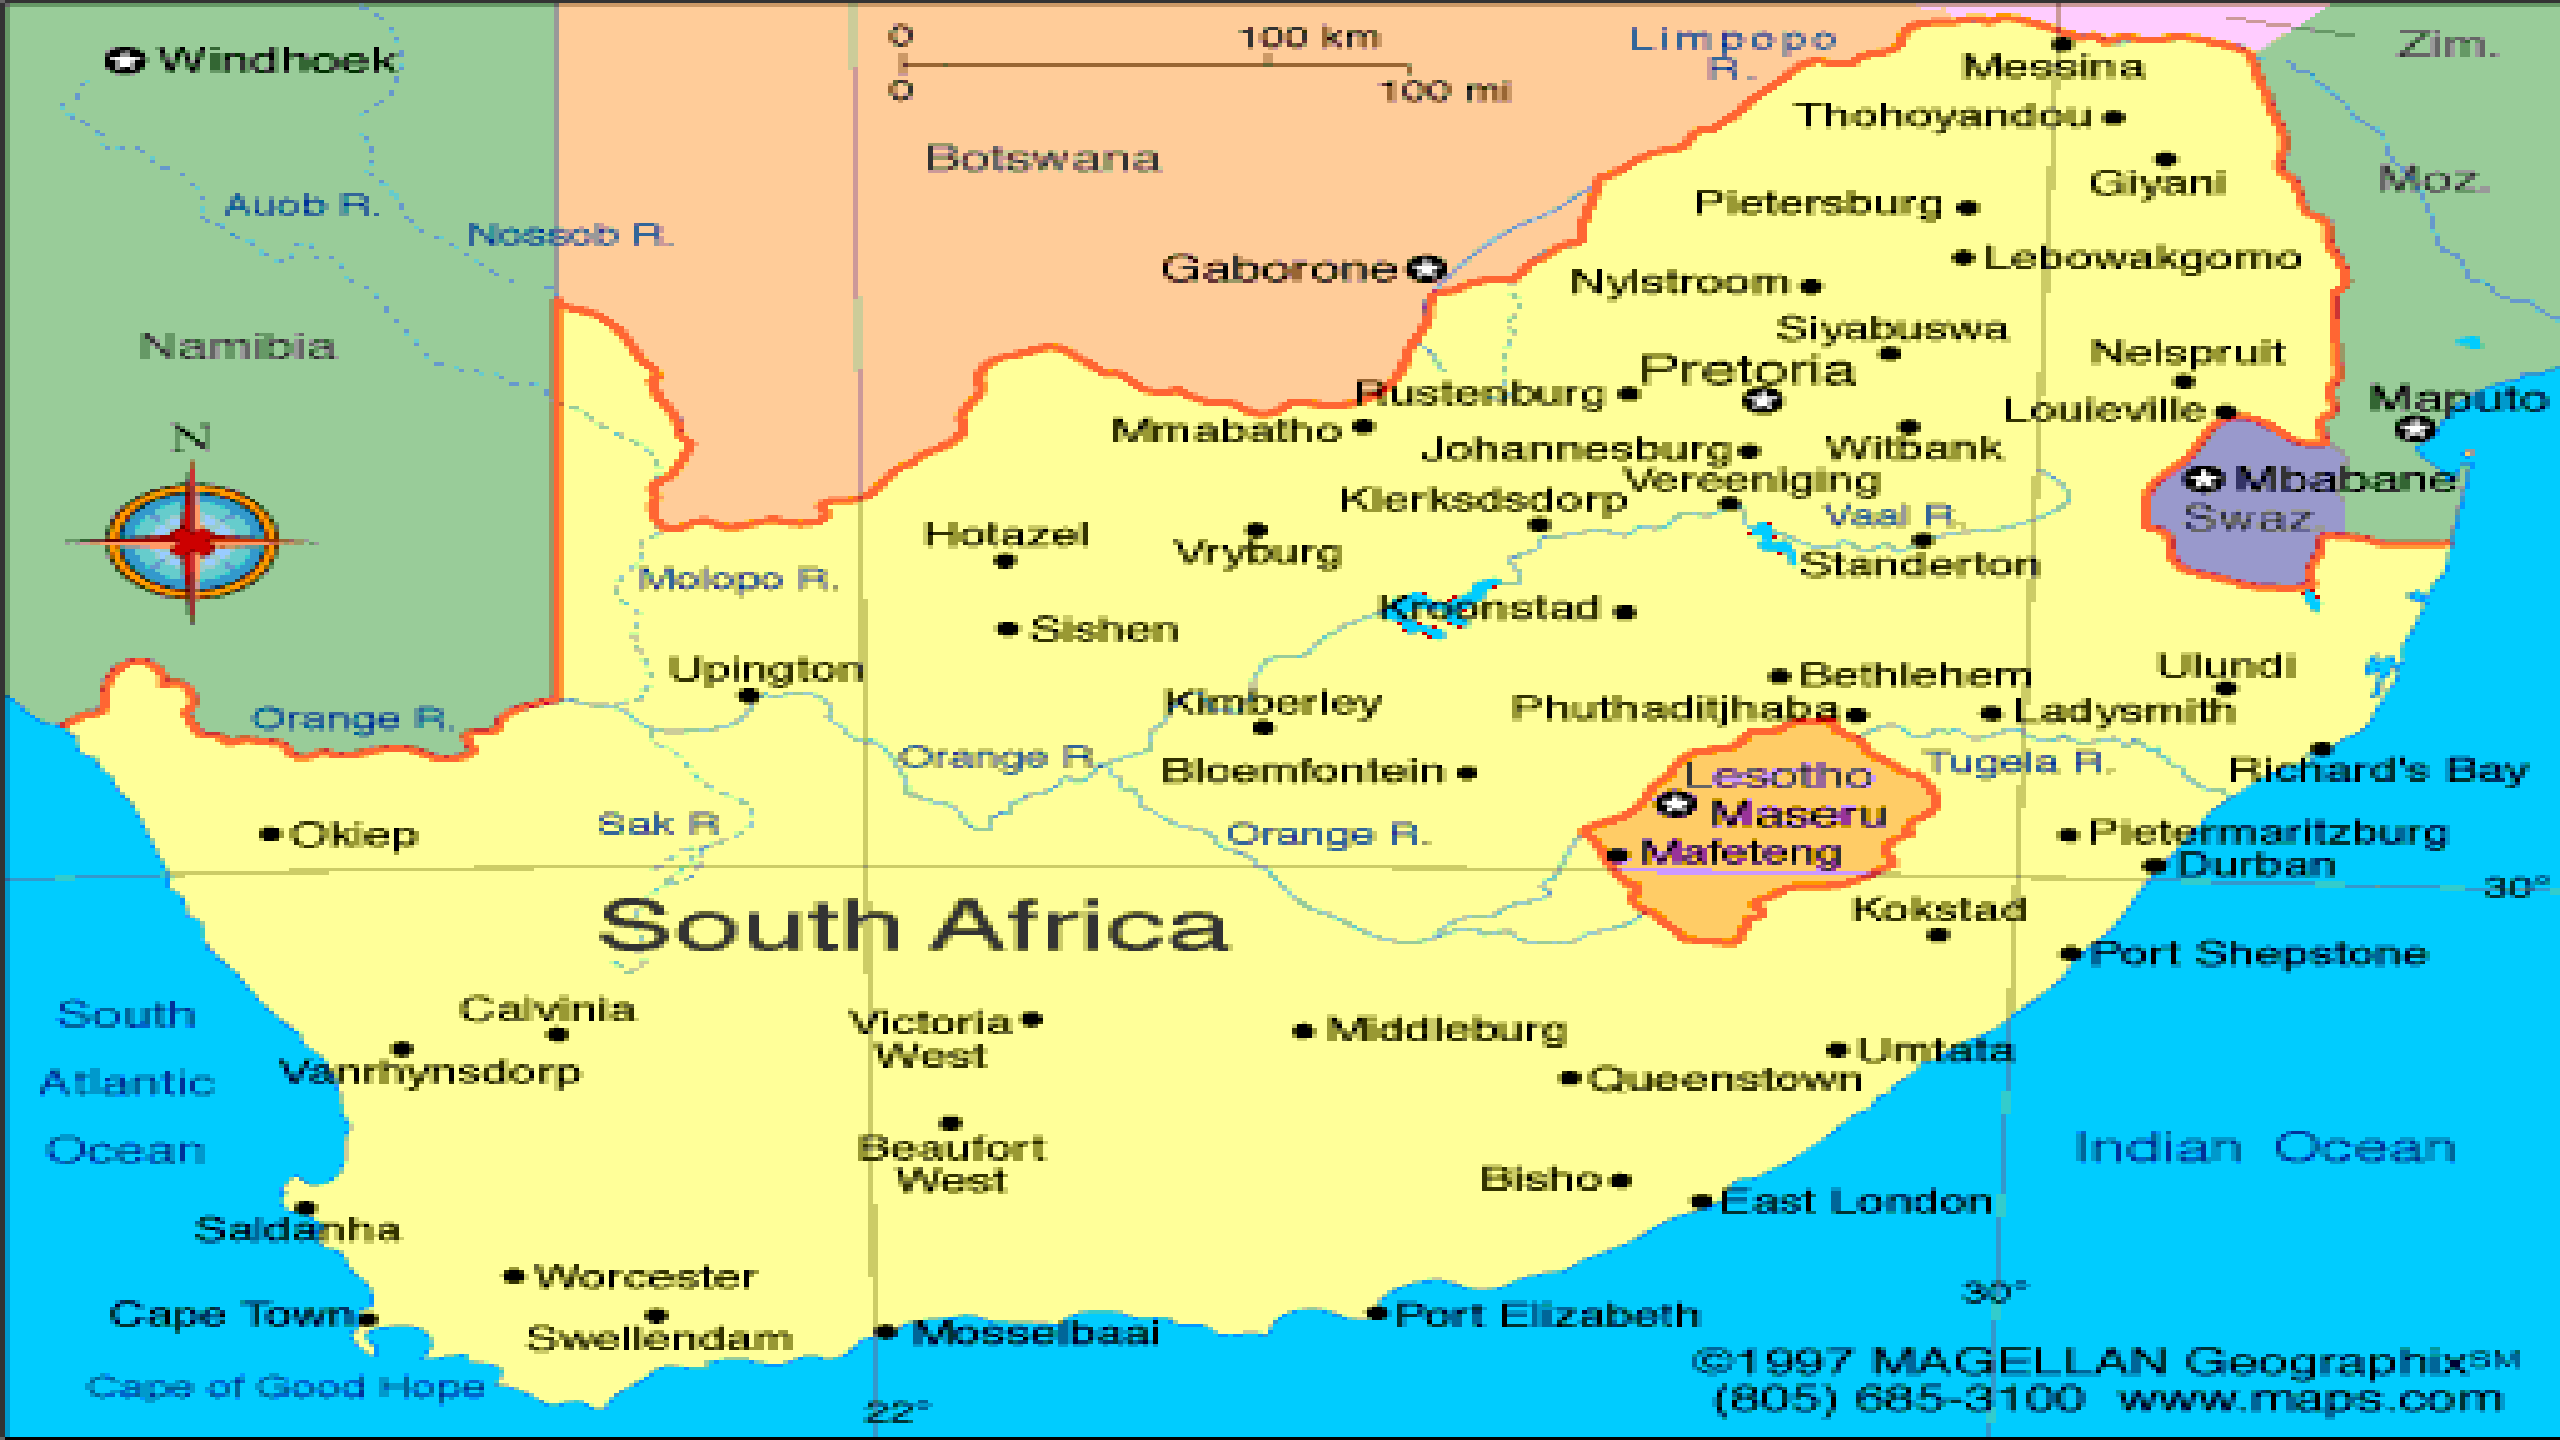 Windhoek
0 100 km
0 100 mi
Limpopo
R.
Messina
Zim.
Thohoyandou
Botswana
Giyani
Moz.
Auob R.
Pietersburg
Nossob R.
Lebowakgomo
Gaborone
Nylstroom
Siyabuswa
Namibia
Nelspruit
Pretoria
Rustenburg
Maputo
Louieville
Mmabatho
N
Johannesburg
Witbank
Vereeniging
Mbabane
Klerksdsdorp
Vaal R.
Swaz.
Hotazel
Vryburg
Standerton
Molopo R.
Kroonstad
Sishen
Upington
Ulundi
Bethlehem
Kimberley
Phuthaditjhaba
Ladysmith
Orange R.
Orange R.
Tugela R.
Richard's Bay
Bloemfontein
Lesotho
Maseru
Sak R
Orange R.
Okiep
Pietermaritzburg
Mafeteng
Durban
30°
South Africa
Kokstad
Port Shepstone
Calvinia
South
Atlantic
Ocean
Victoria
West
Middleburg
Umtata
Vanrhynsdorp
Queenstown
Beaufort
West
Indian Ocean
Bisho
East London
Saldanha
Worcester
30°
Cape Town
Swellendam
Mosselbaai
Port Elizabeth
Cape of Good Hope
22°
©1997 MAGELLAN Geographix℠
(805) 685-3100 www.maps.com